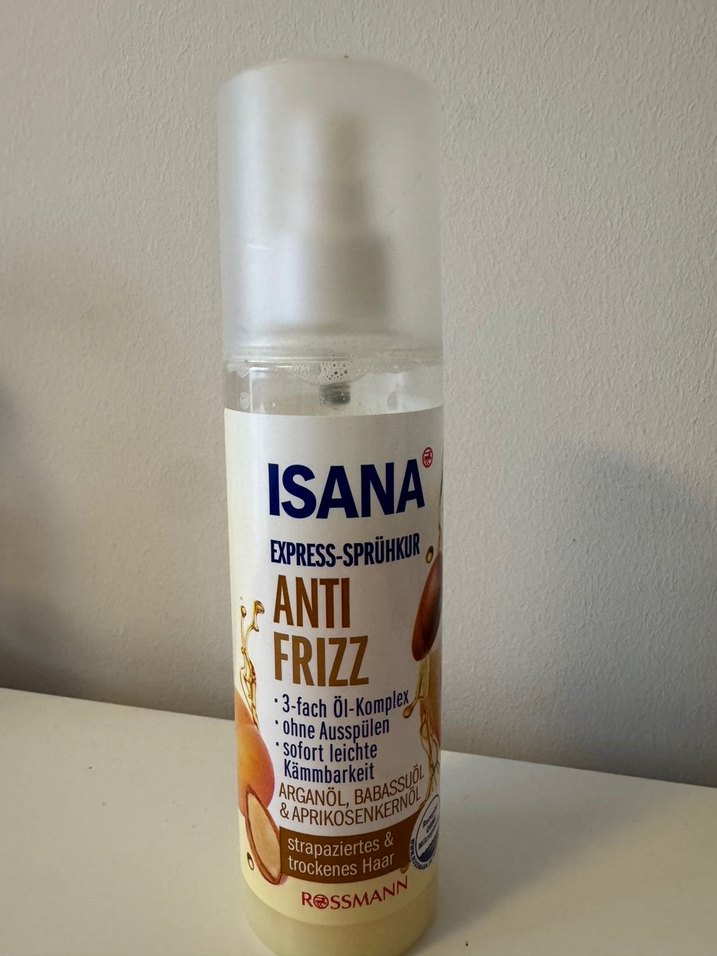 ISANA
EXPRESS-SPRÜHKUR
ANTI
FRIZZ
· 3-fach Öl-Komplex
· ohne Ausspülen
· sofort leichte
Kämmbarkeit
ARGANÖL, BABASSUÖL
& APRIKOSENKERNÖL
strapaziertes &
trockenes Haar
ROSSMANN